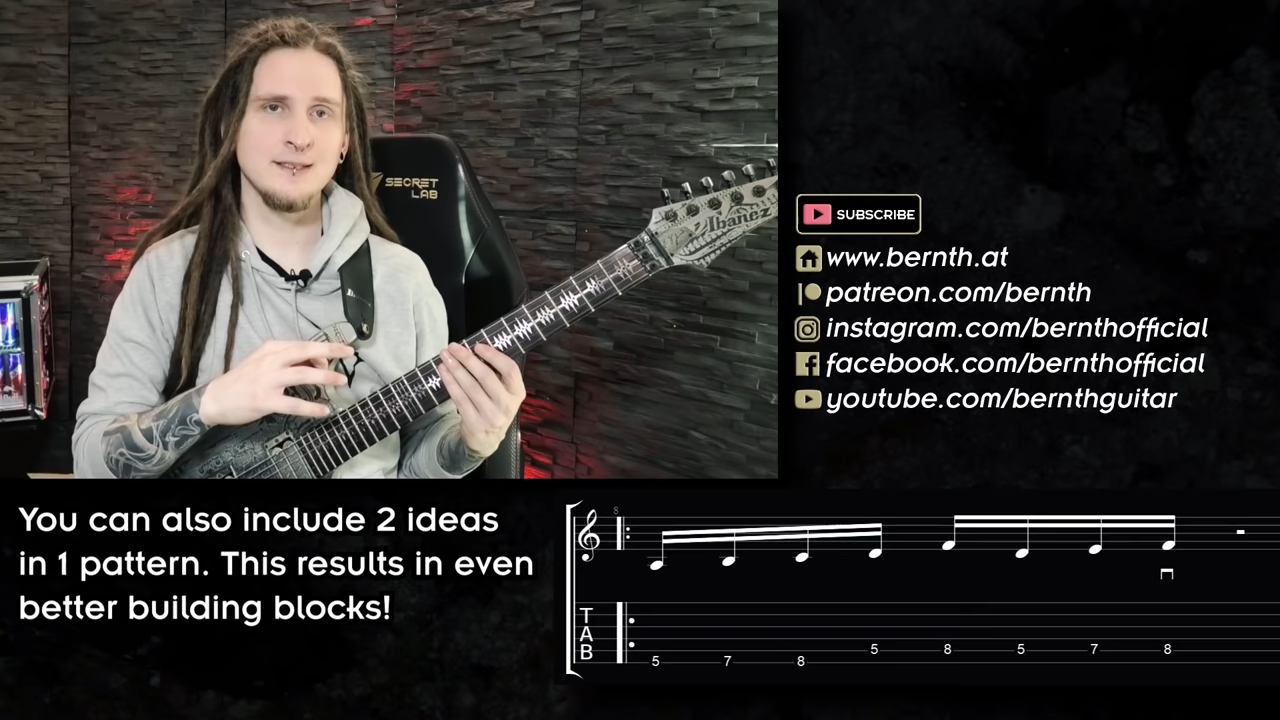 SECRET
LAB
Ibanez
SUBSCRIBE
www.bernth.at
patreon.com/bernth
instagram.com/bernthofficial
facebook.com/bernthofficial
youtube.com/bernthguitar
You can also include 2 ideas
in 1 pattern. This results in even
better building blocks!
8
T
A
B
5 8 5 7 8
5 7 8